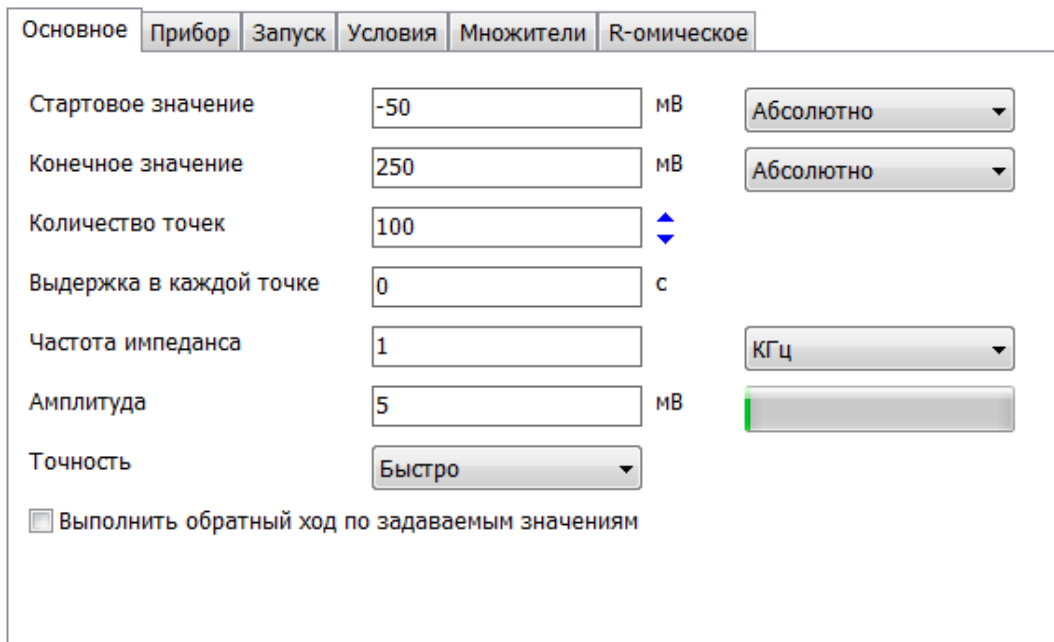 Основное Прибор Запуск Условия Множители R-омическое
Стартовое значение -50 мВ Абсолютно
Конечное значение 250 мВ Абсолютно
Количество точек 100
Выдержка в каждой точке 0 с
Частота импеданса 1 КГц
Амплитуда 5 мВ
Точность Быстро
Выполнить обратный ход по задаваемым значениям